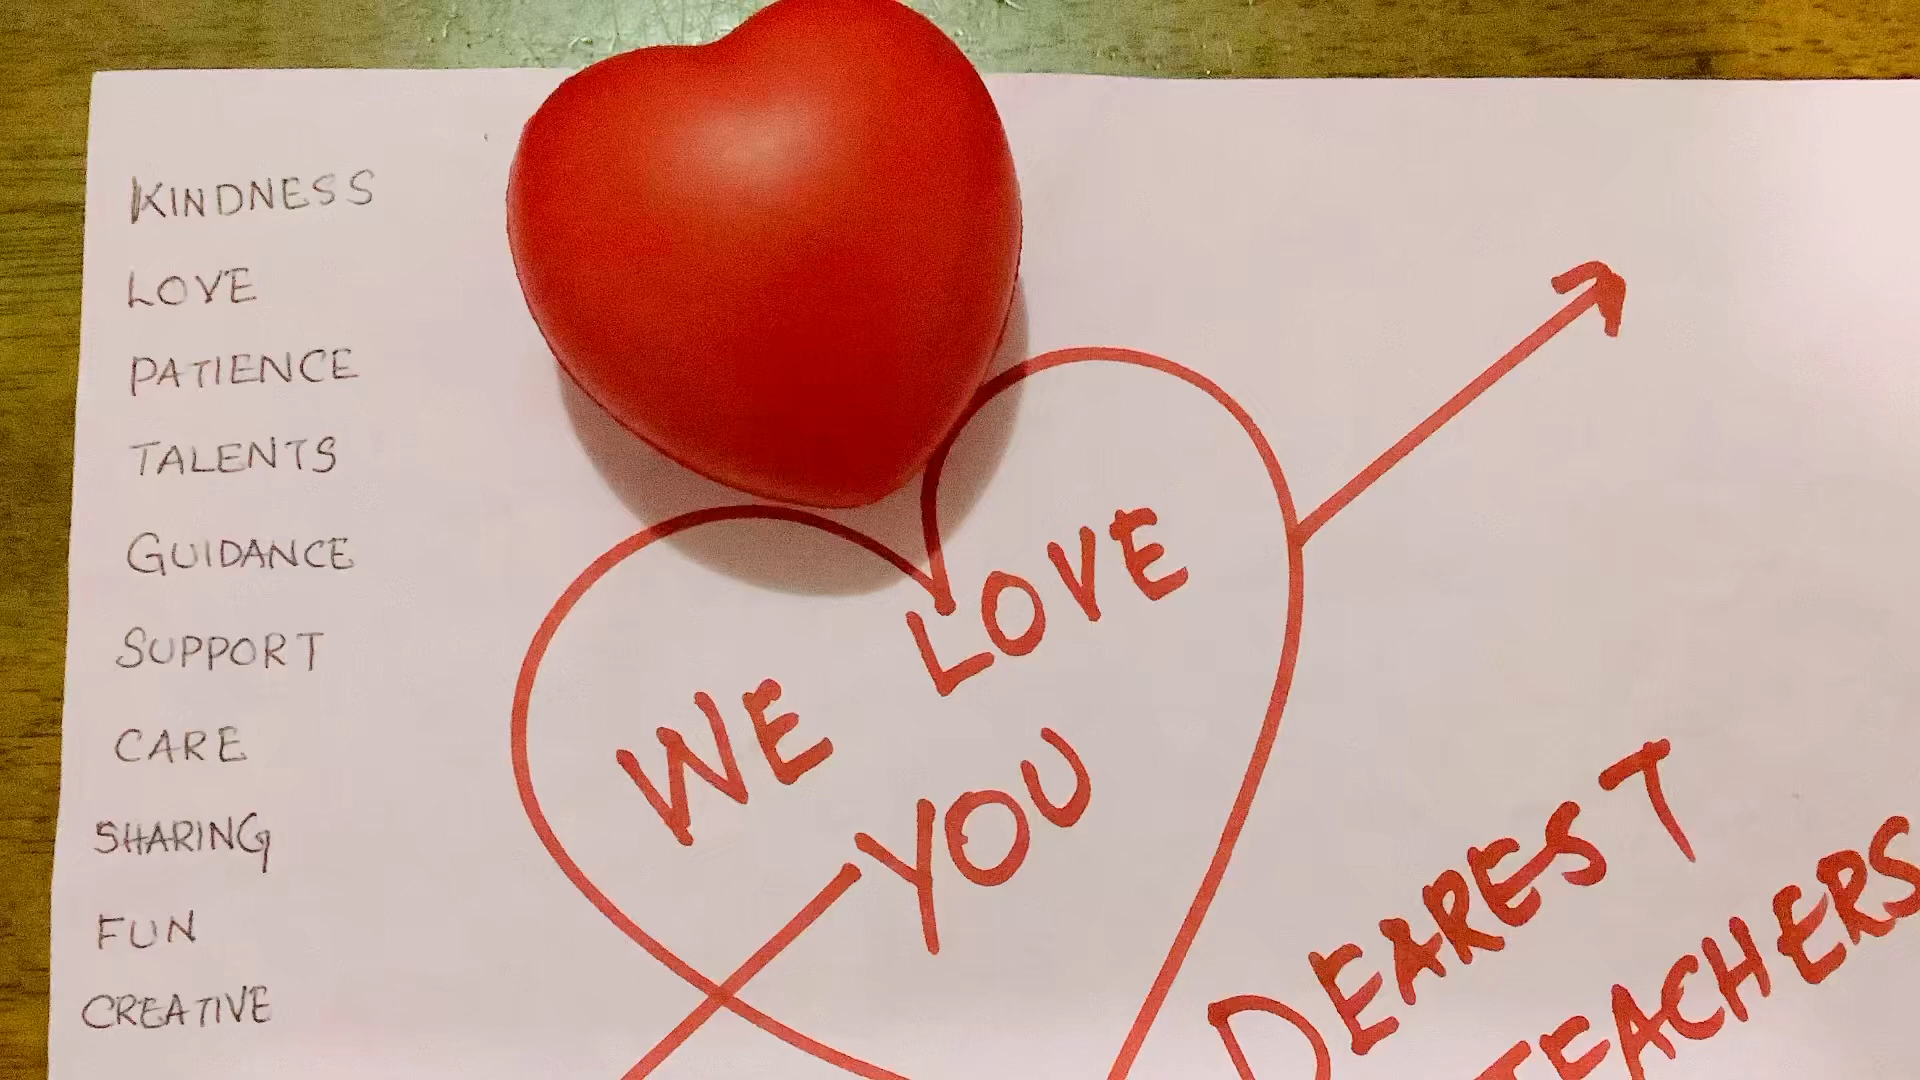 KINDNESS
LOVE
PATIENCE
TALENTS
GUIDANCE
SUPPORT
CARE
SHARING
FUN
CREATIVE
WE LOVE
YOU
DEAREST
TEACHERS